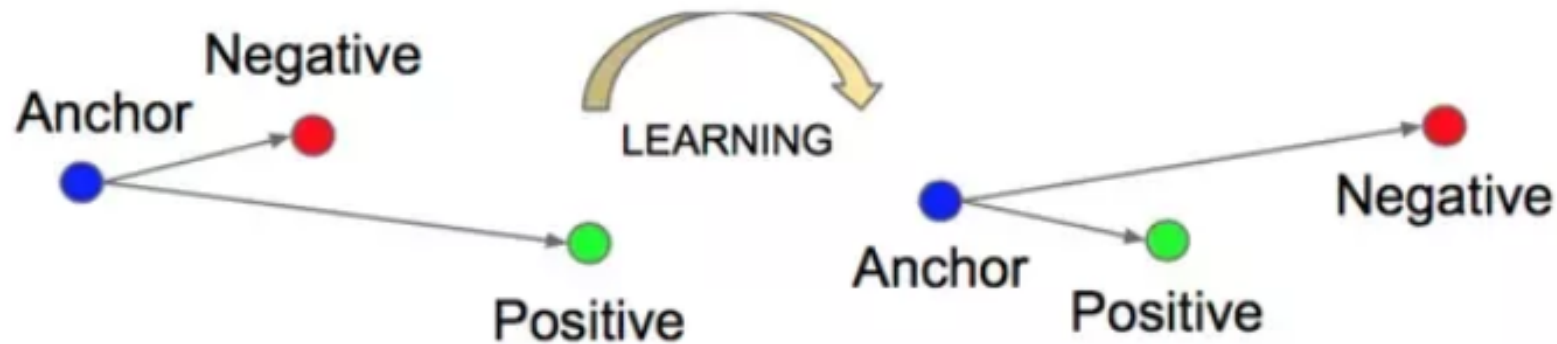 Negative
Anchor
Positive
LEARNING
Negative
Anchor
Positive